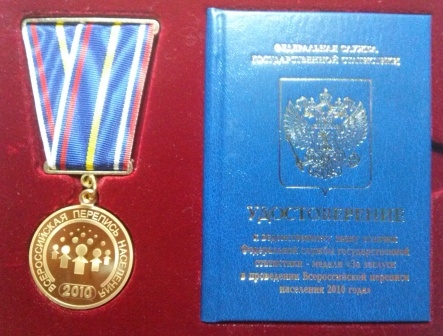 ВСЕРОССИЙСКАЯ ПЕРЕПИСЬ НАСЕЛЕНИЯ
2010
ФЕДЕРАЛЬНАЯ СЛУЖБА
ГОСУДАРСТВЕННОЙ СТАТИСТИКИ
УДОСТОВЕРЕНИЕ
к ведомственному знаку отличия
Федеральной службы государственной
статистики - медали «За заслуги
в проведении Всероссийской переписи
населения 2010 года»